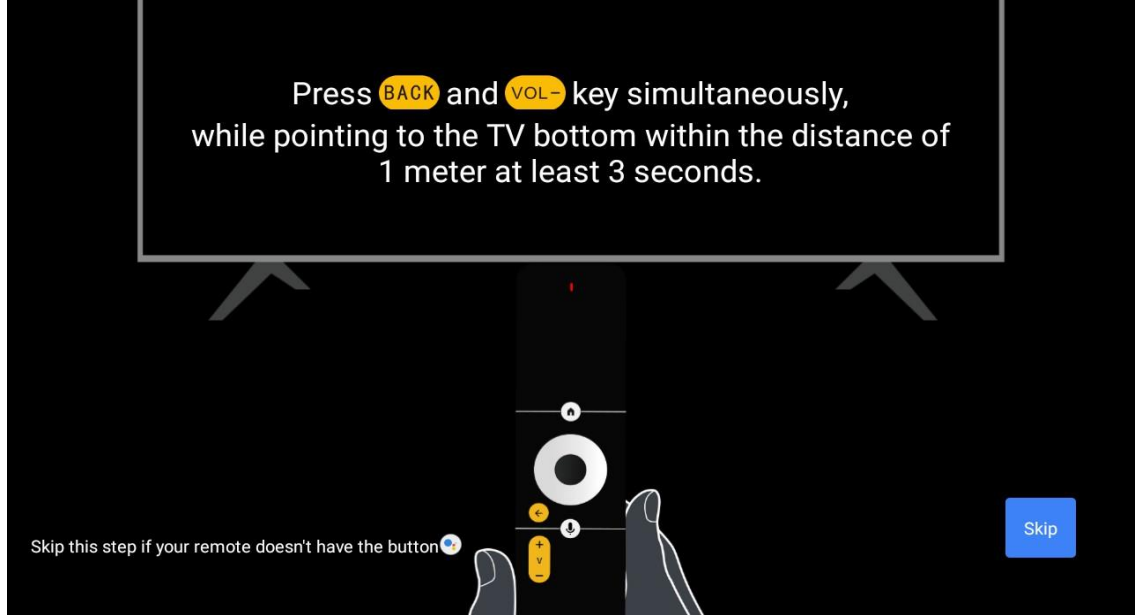 Press BACK and VOL- key simultaneously,
while pointing to the TV bottom within the distance of
1 meter at least 3 seconds.
+
V
-
Skip this step if your remote doesn't have the button
Skip